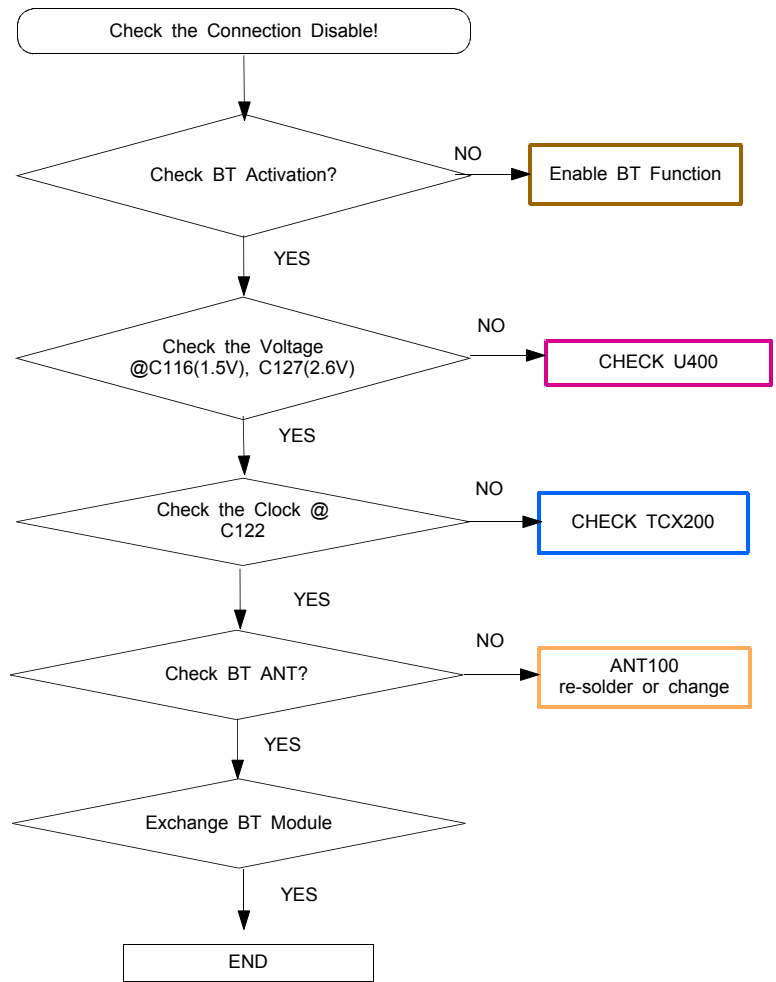 Check the Connection Disable!
Check BT Activation?
NO
Enable BT Function
YES
Check the Voltage
@C116(1.5V), C127(2.6V)
NO
CHECK U400
YES
Check the Clock @
C122
NO
CHECK TCX200
YES
Check BT ANT?
NO
ANT100
re-solder or change
YES
Exchange BT Module
YES
END